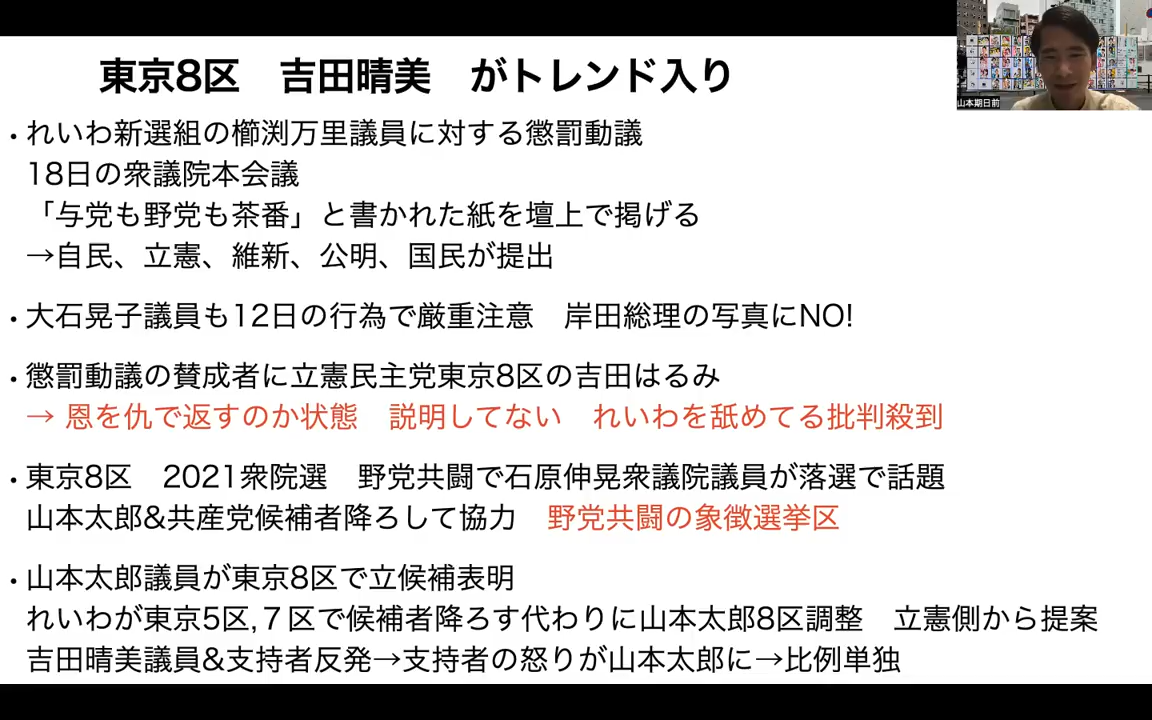 東京8区　吉田晴美　がトレンド入り
山本期日前
・れいわ新選組の櫛渕万里議員に対する懲罰動議
18日の衆議院本会議
「与党も野党も茶番」と書かれた紙を壇上で掲げる
→自民、立憲、維新、公明、国民が提出
・大石晃子議員も12日の行為で厳重注意　岸田総理の写真にNO!
・懲罰動議の賛成者に立憲民主党東京8区の吉田はるみ
→ 恩を仇で返すのか状態　説明してない　れいわを舐めてる批判殺到
・東京8区　2021衆院選　野党共闘で石原伸晃衆議院議員が落選で話題
山本太郎&共産党候補者降ろして協力　野党共闘の象徴選挙区
・山本太郎議員が東京8区で立候補表明
れいわが東京5区,７区で候補者降ろす代わりに山本太郎8区調整　立憲側から提案
吉田晴美議員&支持者反発→支持者の怒りが山本太郎に→比例単独